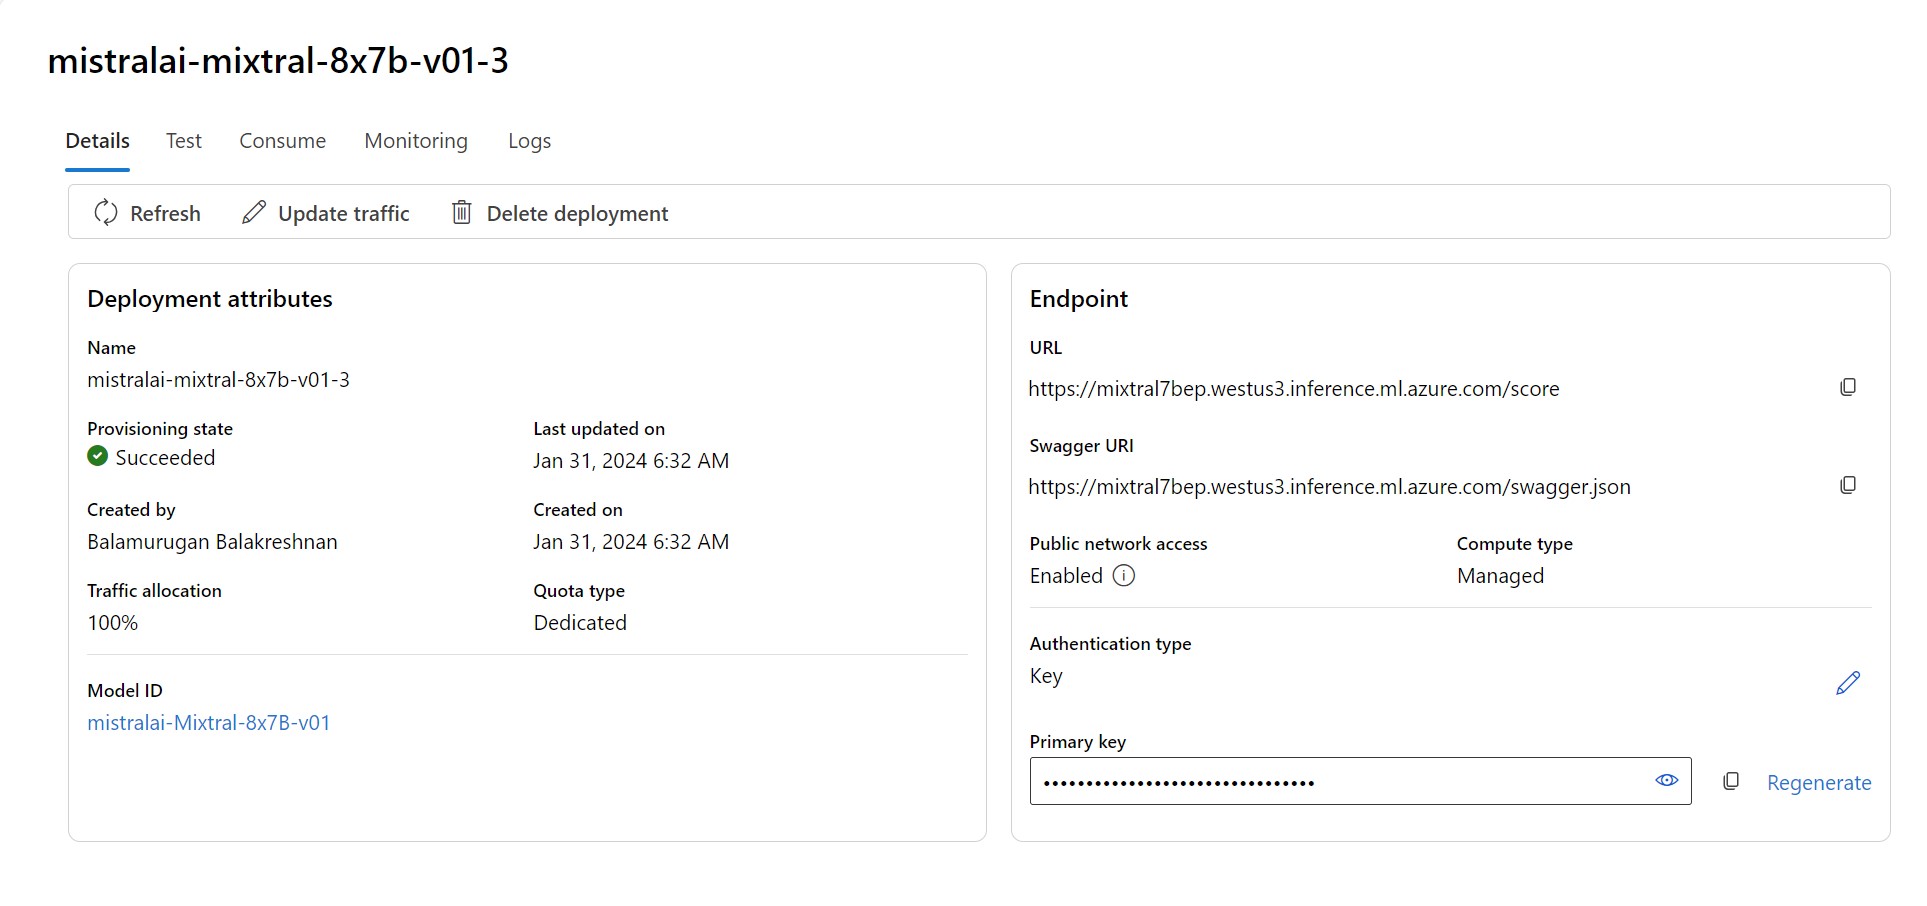 mistralai-mixtral-8x7b-v01-3
Details Test Consume Monitoring Logs
Refresh Update traffic Delete deployment
Deployment attributes
Name
mistralai-mixtral-8x7b-v01-3
Provisioning state Last updated on
Succeeded Jan 31, 2024 6:32 AM
Created by Created on
Balamurugan Balakreshnan Jan 31, 2024 6:32 AM
Traffic allocation Quota type
100% Dedicated
Model ID
mistralai-Mixtral-8x7B-v01
Endpoint
URL
https://mixtral7bep.westus3.inference.ml.azure.com/score
Swagger URI
https://mixtral7bep.westus3.inference.ml.azure.com/swagger.json
Public network access Compute type
Enabled Managed
Authentication type
Key
Primary key
•••••••••••••••••••••••••••••••• Regenerate